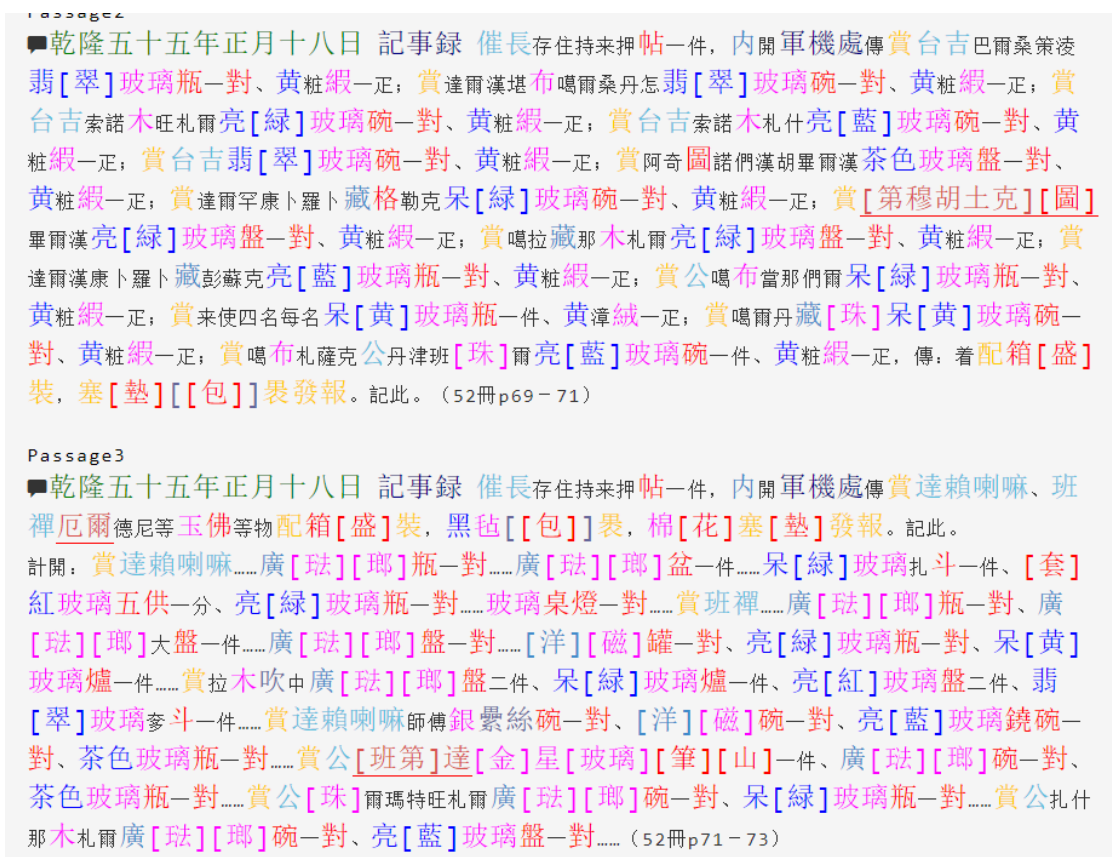 Passage2
乾隆五十五年正月十八日 記事録 催長存住持来押帖一件，内開軍機處傳賞台吉巴爾桑策淩
翡[翠]玻璃瓶一對、黄粧緞一疋；賞達爾漢堪布噶爾桑丹怎翡[翠]玻璃碗一對、黄粧緞一疋；賞
台吉索諾木旺札爾亮[緑]玻璃碗一對、黄粧緞一疋；賞台吉索諾木札什亮[藍]玻璃碗一對、黄
粧緞一疋；賞台吉翡[翠]玻璃碗一對、黄粧緞一疋；賞阿奇圖諾們漢胡畢爾漢茶色玻璃盤一對、
黄粧緞一疋；賞達爾罕康卜羅卜藏格勒克呆[緑]玻璃碗一對、黄粧緞一疋；賞[第穆胡土克][圖]
畢爾漢亮[緑]玻璃盤一對、黄粧緞一疋；賞噶拉藏那木札爾亮[緑]玻璃盤一對、黄粧緞一疋；賞
達爾漢康卜羅卜藏彭蘇克亮[藍]玻璃瓶一對、黄粧緞一疋；賞公噶布當那們爾呆[緑]玻璃瓶一對、
黄粧緞一疋；賞来使四名每名呆[黄]玻璃瓶一件、黄漳絨一疋；賞噶爾丹藏[珠]呆[黄]玻璃碗一
對、黄粧緞一疋；賞噶布札薩克公丹津班[珠]爾亮[藍]玻璃碗一件、黄粧緞一疋，傳：着配箱[盛]
裝，塞[墊][[包]]裹發報。記此。（52冊p69－71）
Passage3
乾隆五十五年正月十八日 記事録 催長存住持来押帖一件，内開軍機處傳賞達賴喇嘛、班
禪厄爾德尼等玉佛等物配箱[盛]裝，黑毡[[包]]裹，棉[花]塞[墊]發報。記此。
計開：賞達賴喇嘛……廣[琺][瑯]瓶一對……廣[琺][瑯]盆一件……呆[緑]玻璃扎斗一件、[套]
紅玻璃五供一分、亮[緑]玻璃瓶一對……玻璃桌燈一對……賞班禪……廣[琺][瑯]瓶一對、廣
[琺][瑯]大盤一件……廣[琺][瑯]盤一對……[洋][磁]罐一對、亮[緑]玻璃瓶一對、呆[黄]
玻璃爐一件……賞拉木吹中廣[琺][瑯]盤二件、呆[緑]玻璃爐一件、亮[紅]玻璃盤二件、翡
[翠]玻璃奓斗一件……賞達賴喇嘛師傅銀纍絲碗一對、[洋][磁]碗一對、亮[藍]玻璃鐃碗一
對、茶色玻璃瓶一對……賞公[班第]達[金]星[玻璃][筆][山]一件、廣[琺][瑯]碗一對、
茶色玻璃瓶一對……賞公[珠]爾瑪特旺札爾廣[琺][瑯]碗一對、呆[緑]玻璃瓶一對……賞公扎什
那木札爾廣[琺][瑯]碗一對、亮[藍]玻璃盤一對……（52冊p71－73）